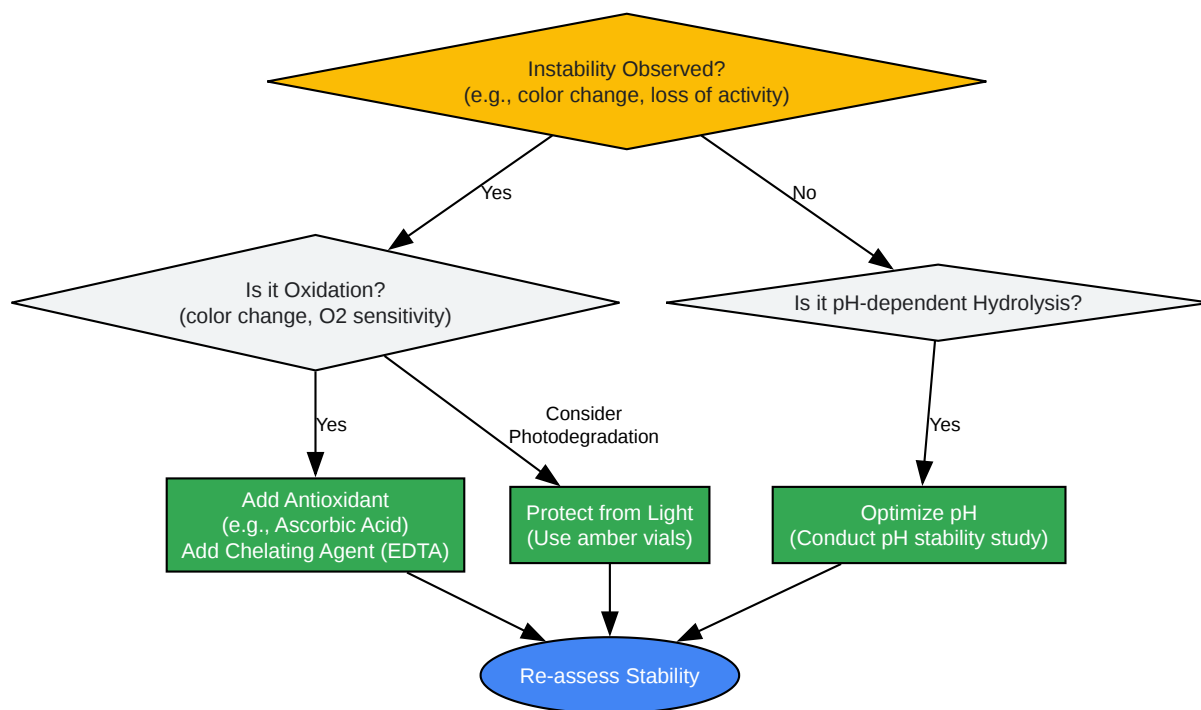 Instability Observed?
(e.g., color change, loss of activity)
Yes
No
Is it Oxidation?
(color change, O2 sensitivity)
Is it pH-dependent Hydrolysis?
Yes
Consider
Photodegradation
Yes
Add Antioxidant
(e.g., Ascorbic Acid)
Add Chelating Agent (EDTA)
Protect from Light
(Use amber vials)
Optimize pH
(Conduct pH stability study)
Re-assess Stability